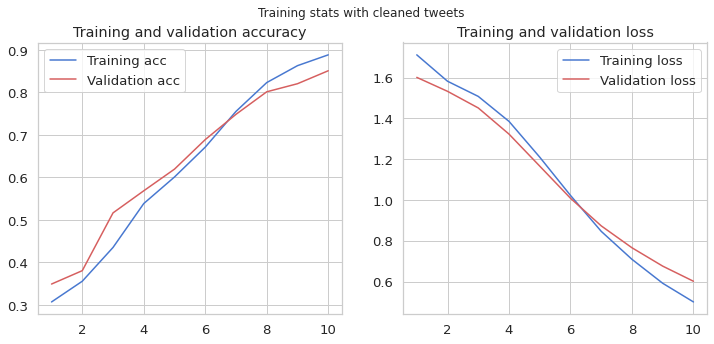 Training stats with cleaned tweets
Training and validation accuracy
Training acc
Validation acc
0.9
0.8
0.7
0.6
0.5
0.4
0.3
2 4 6 8 10
Training and validation loss
Training loss
Validation loss
1.6
1.4
1.2
1.0
0.8
0.6
2 4 6 8 10